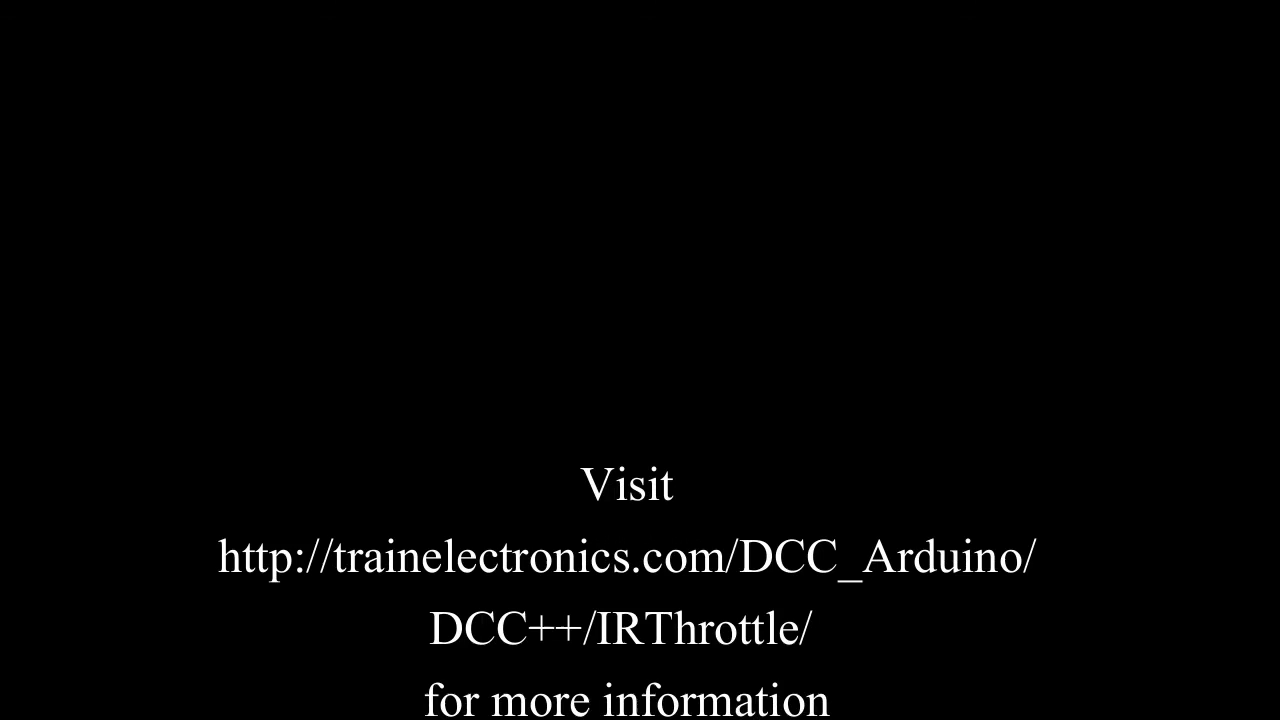 Visit
http://trainelectronics.com/DCC_Arduino/
DCC++/IRThrottle/
for more information